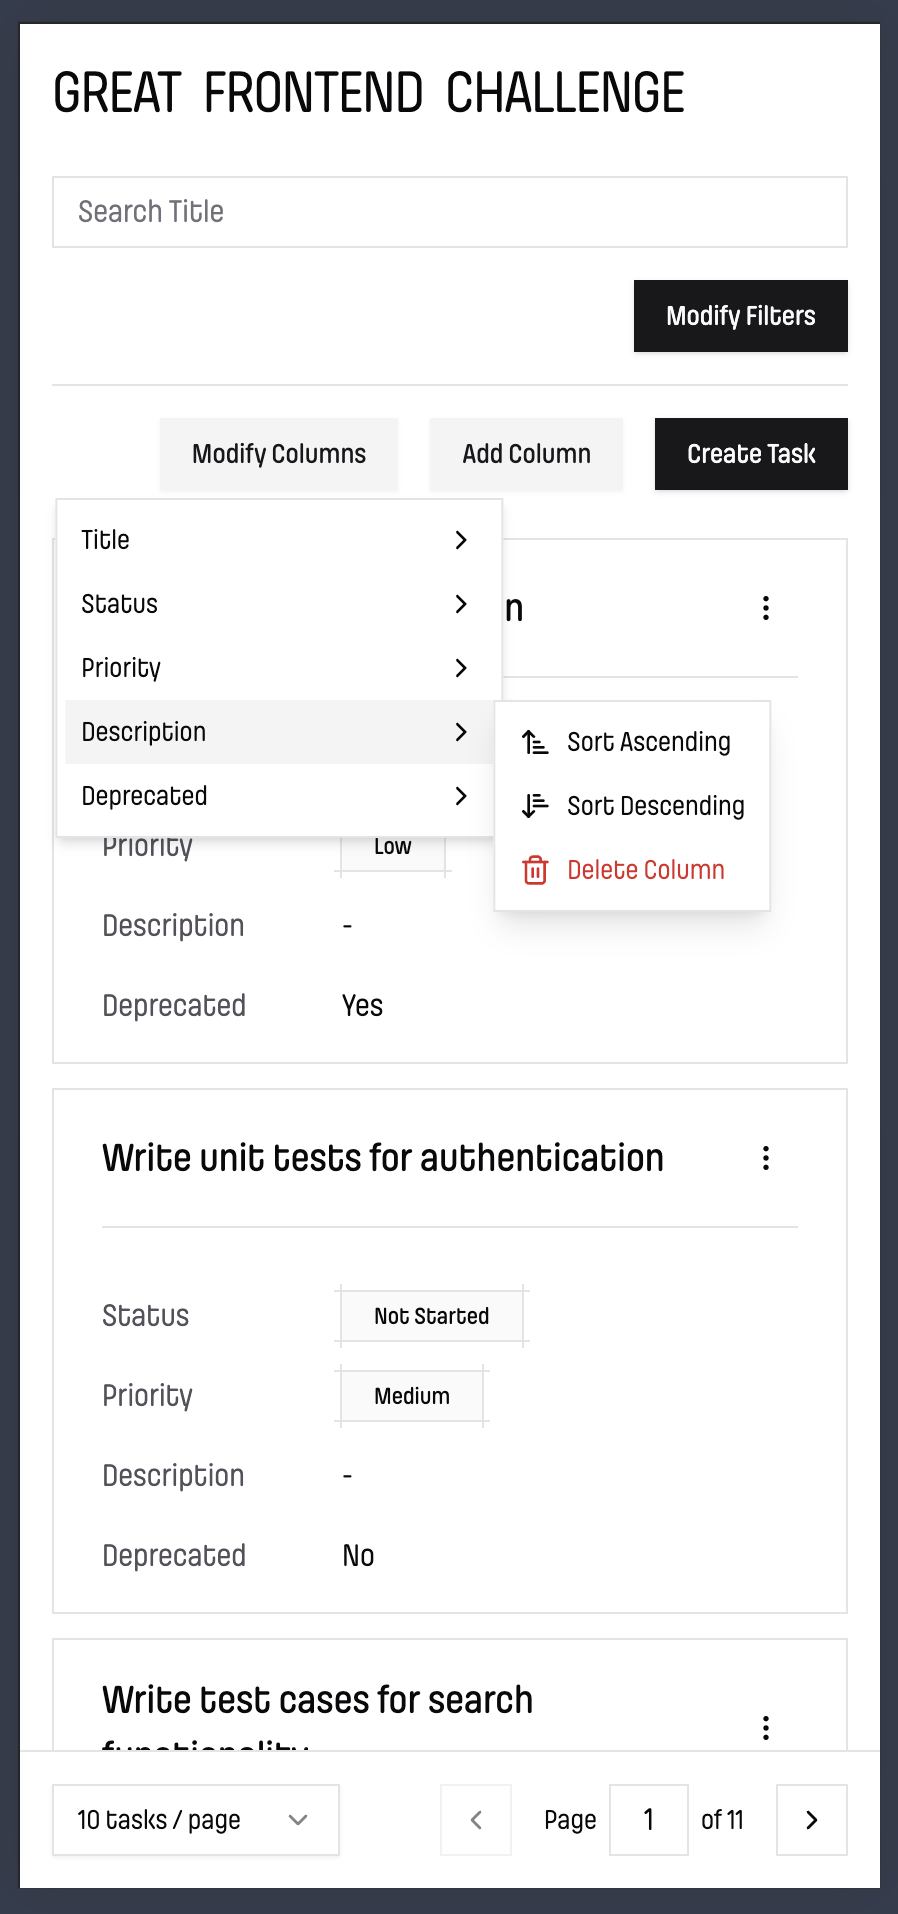 GREAT FRONTEND CHALLENGE
Search Title
Modify Filters
Modify Columns Add Column Create Task
Title
Status
Priority
Description
Deprecated
Sort Ascending
Sort Descending
Delete Column
n
Priority Low
Description -
Deprecated Yes
Write unit tests for authentication
Status Not Started
Priority Medium
Description -
Deprecated No
Write test cases for search
functionality
10 tasks / page Page 1 of 11